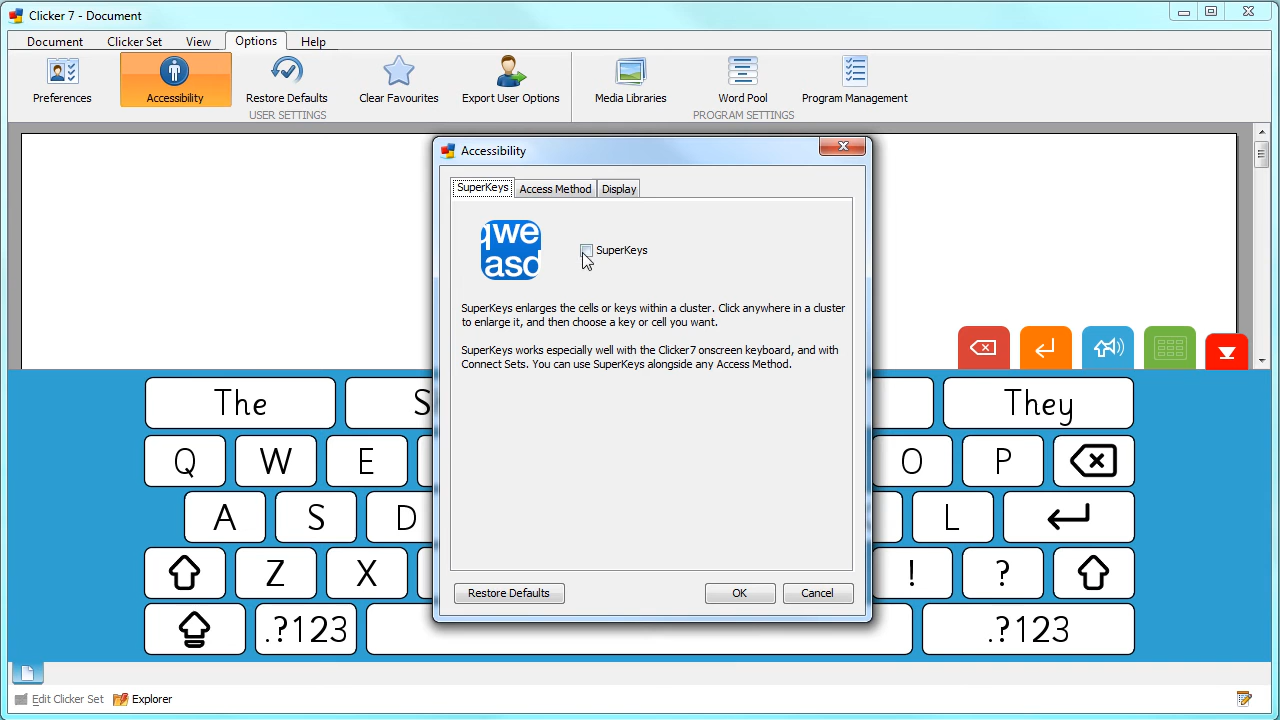 Clicker 7 - Document
Document Clicker Set View Options Help
Preferences Accessibility Restore Defaults Clear Favourites Export User Options Media Libraries Word Pool Program Management
USER SETTINGS PROGRAM SETTINGS
Accessibility
SuperKeys Access Method Display
qwe
asd
SuperKeys
SuperKeys enlarges the cells or keys within a cluster. Click anywhere in a cluster
to enlarge it, and then choose a key or cell you want.
SuperKeys works especially well with the Clicker7 onscreen keyboard, and with
Connect Sets. You can use SuperKeys alongside any Access Method.
Restore Defaults OK Cancel
The S They
Q W E O P
A S D L
Z X ! ?
.?123 .?123
Edit Clicker Set Explorer